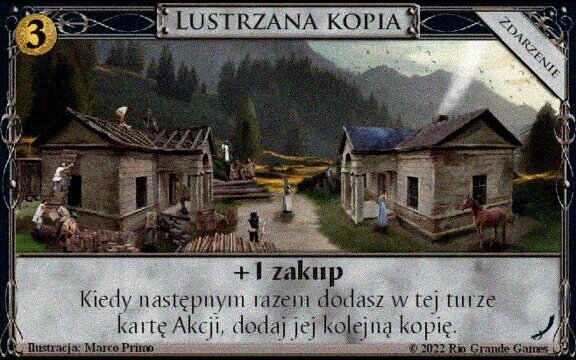 3
Lustrzana kopia
Zdarzenie
+1 zakup
Kiedy następnym razem dodasz w tej turze
kartę Akcji, dodaj jej kolejną kopię.
Ilustracja: Marco Primo
© 2022 Rio Grande Games